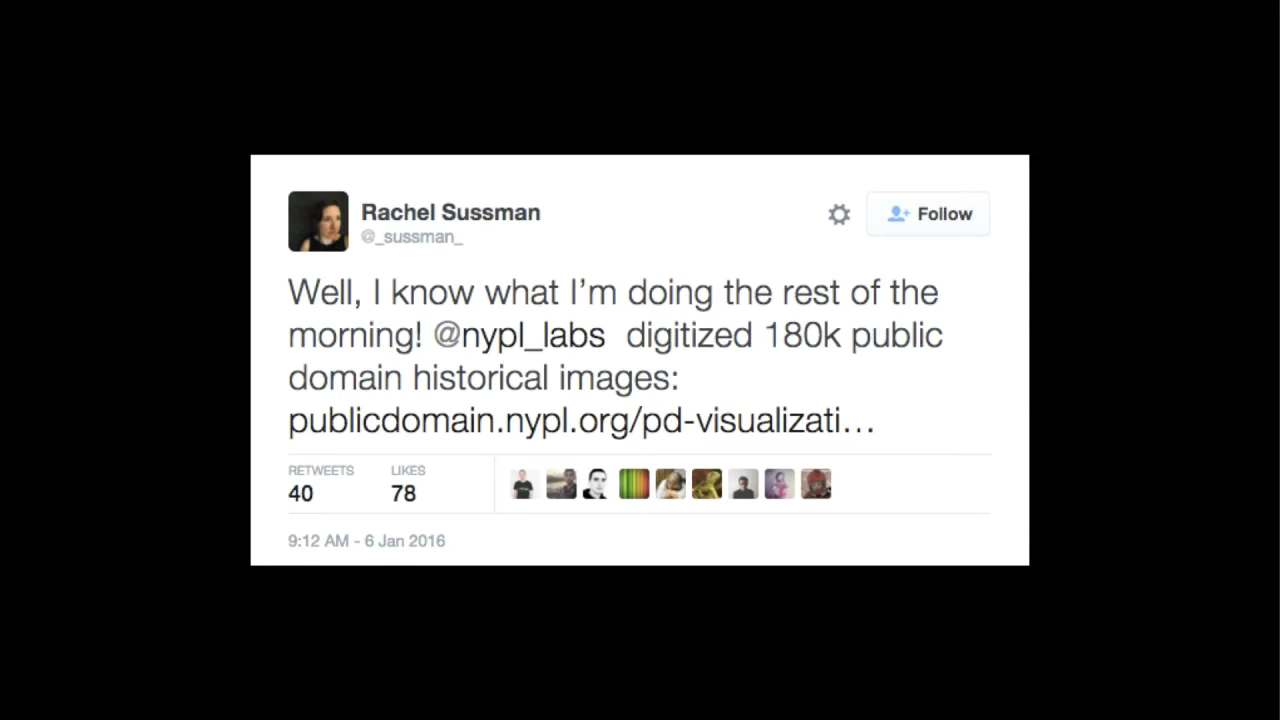 Rachel Sussman
@_sussman_
Follow
Well, I know what I’m doing the rest of the
morning! @nypl_labs digitized 180k public
domain historical images:
publicdomain.nypl.org/pd-visualizati…
RETWEETS LIKES
40 78
9:12 AM - 6 Jan 2016